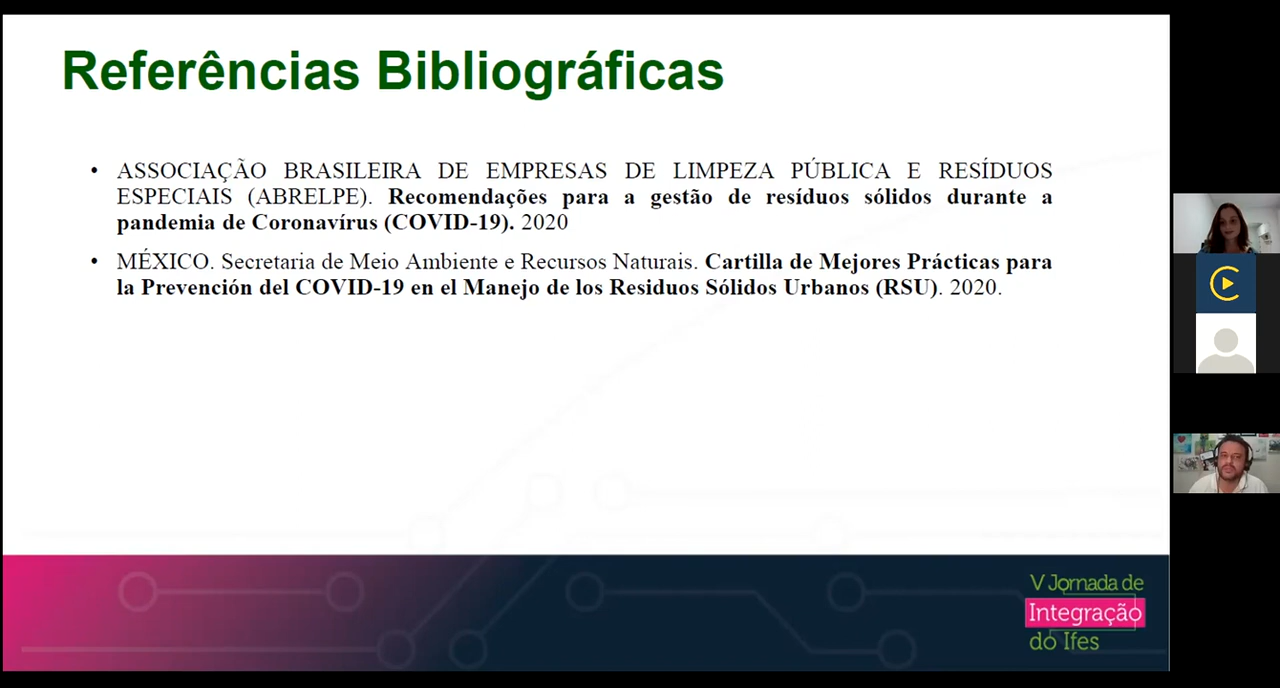 Referências Bibliográficas
• ASSOCIAÇÃO BRASILEIRA DE EMPRESAS DE LIMPEZA PÚBLICA E RESÍDUOS
ESPECIAIS (ABRELPE). Recomendações para a gestão de resíduos sólidos durante a
pandemia de Coronavírus (COVID-19). 2020
• MÉXICO. Secretaria de Meio Ambiente e Recursos Naturais. Cartilla de Mejores Prácticas para
la Prevención del COVID-19 en el Manejo de los Residuos Sólidos Urbanos (RSU). 2020.
V Jornada de
Integração
do Ifes